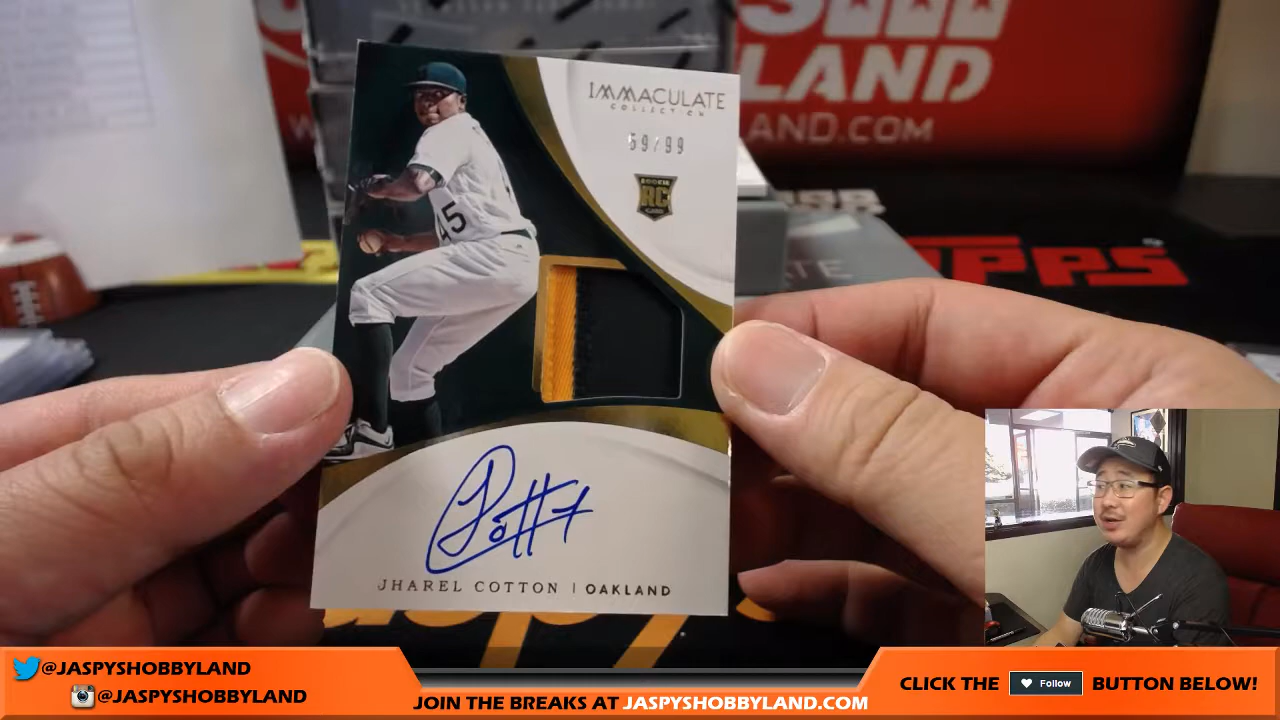 LAND
LAND.COM
IMMACULATE
COLLECTION
59/99
ROOKIE
RC
CARD
45
JHAREL COTTON | OAKLAND
@JASPYSHOBBYLAND
@JASPYSHOBBYLAND
JOIN THE BREAKS AT JASPYSHOBBYLAND.COM
CLICK THE Follow BUTTON BELOW!